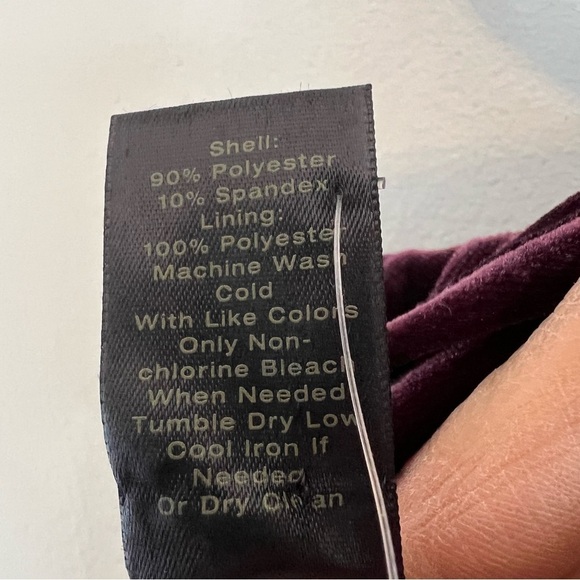 Shell:
90% Polyester
10% Spandex
Lining:
100% Polyester
Machine Wash
Cold
With Like Colors
Only Non-
chlorine Bleach
When Needed
Tumble Dry Low
Cool Iron If
Needed
Or Dry Clean